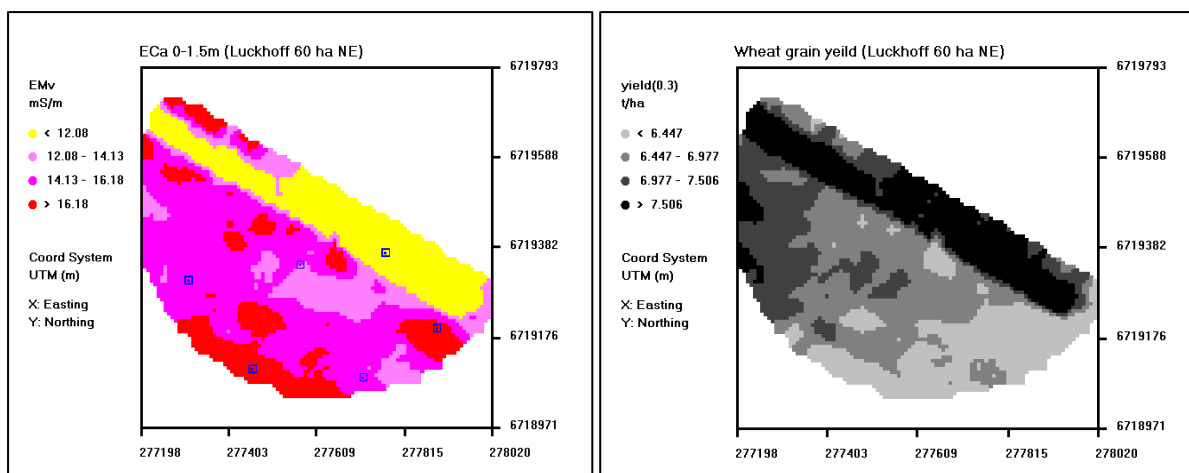 ECa 0-1.5m (Luckhoff 60 ha NE)
EMv
mS/m
< 12.08
12.08 - 14.13
14.13 - 16.18
> 16.18
Coord System
UTM (m)
X: Easting
Y: Northing
6719793
6719588
6719382
6719176
6718971
277198
277403
277609
277815
278020
Wheat grain yeild (Luckhoff 60 ha NE)
yield(0.3)
t/ha
< 6.447
6.447 - 6.977
6.977 - 7.506
> 7.506
Coord System
UTM (m)
X: Easting
Y: Northing
6719793
6719588
6719382
6719176
6718971
277198
277403
277609
277815
278020